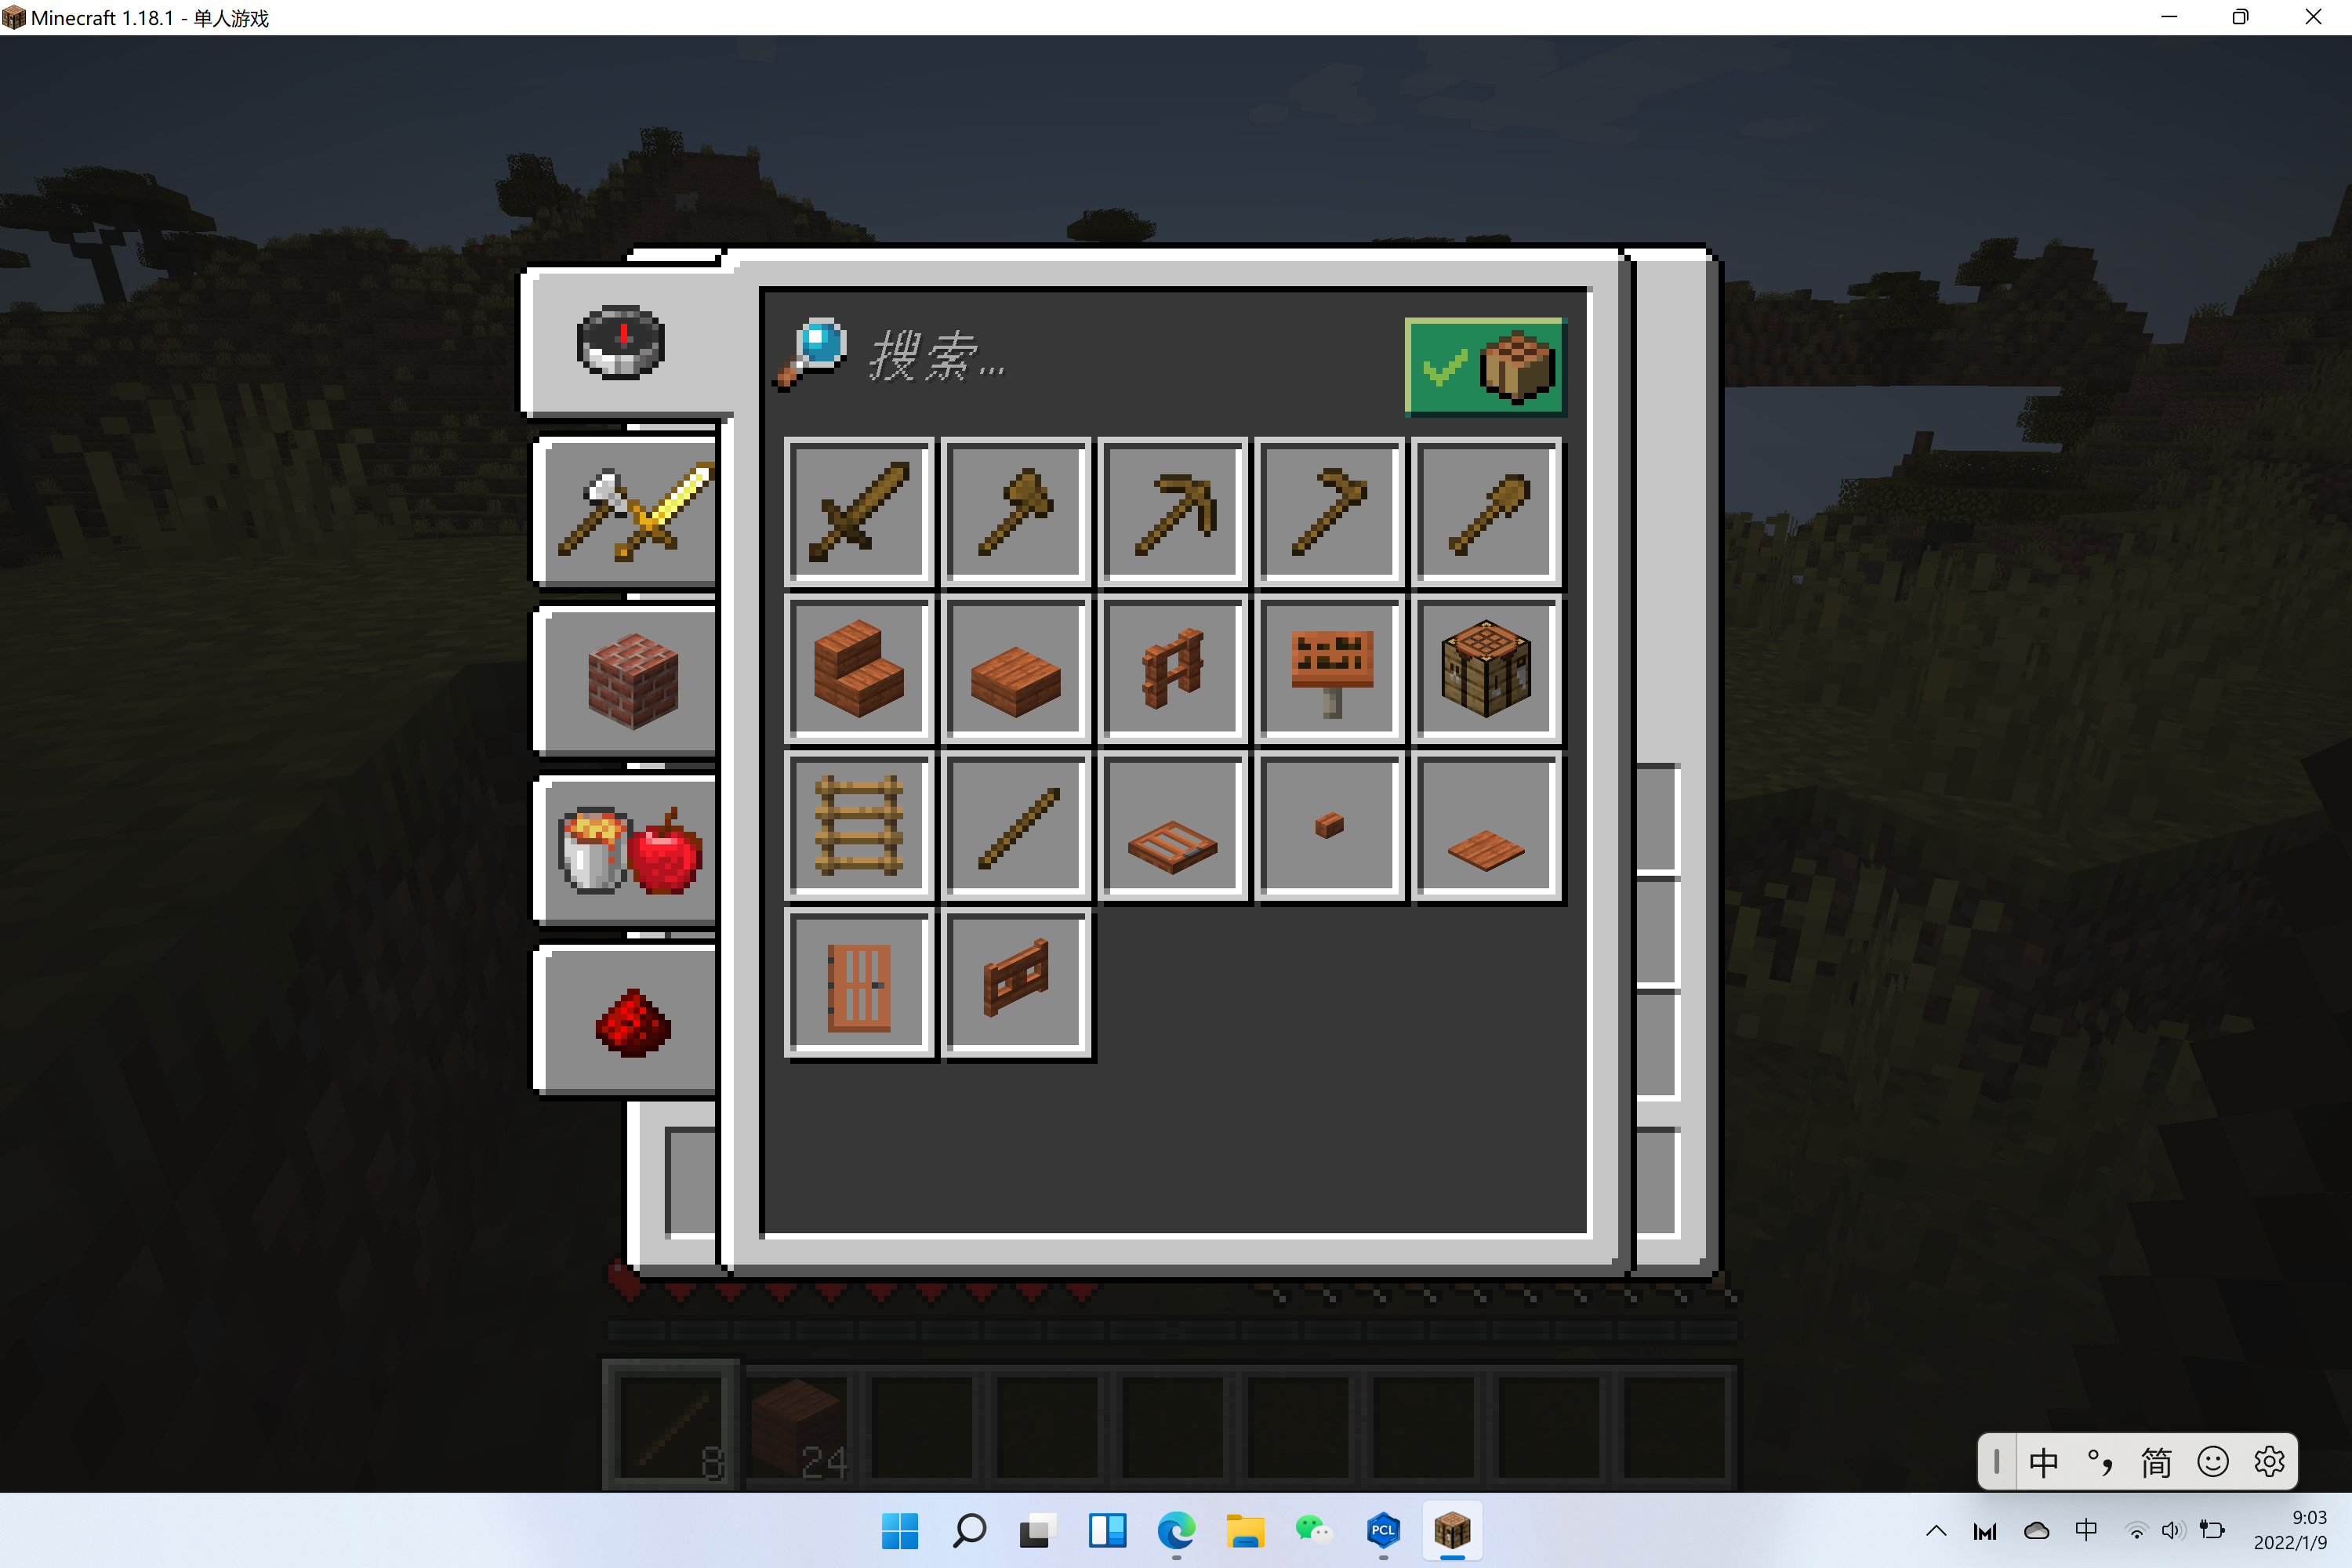 Minecraft 1.18.1 - 单人游戏
搜索...
8
24
中 °, 简
PCL
中
9:03
2022/1/9